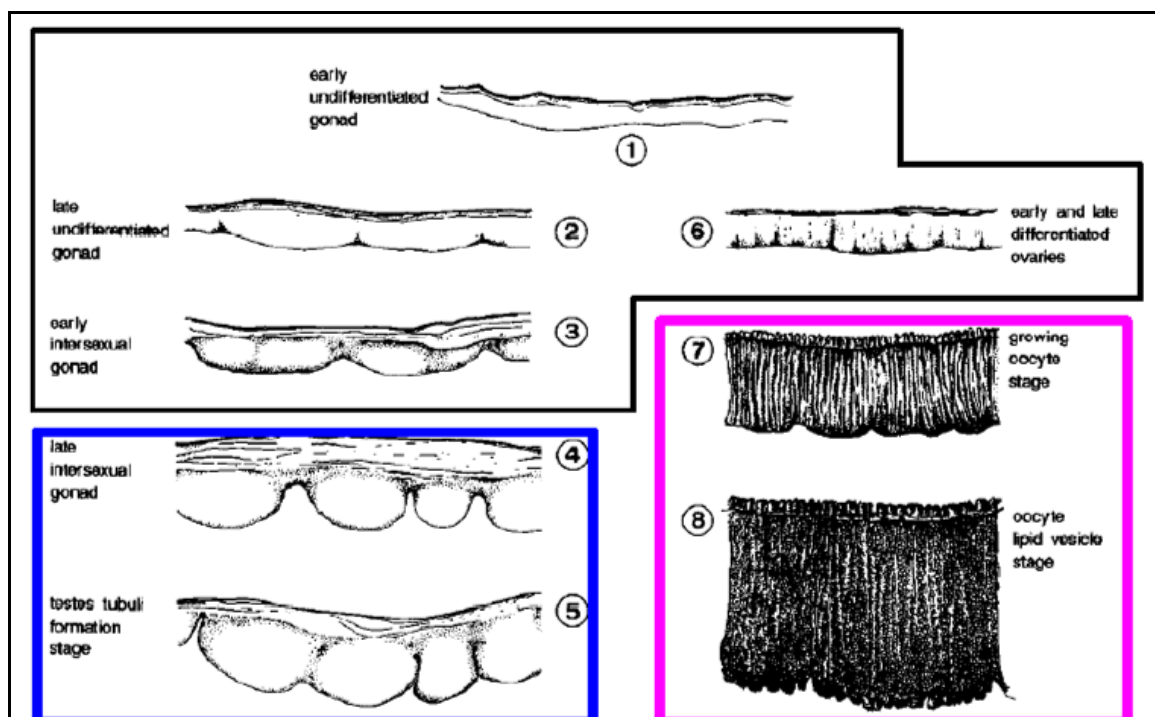 early
undifferentiated
gonad
1
late
undifferentiated
gonad
2
6
early and late
differentiated
ovaries
early
intersexual
gonad
3
7
growing
oocyte
stage
late
intersexual
gonad
4
8
oocyte
lipid vesicle
stage
testes tubuli
formation
stage
5